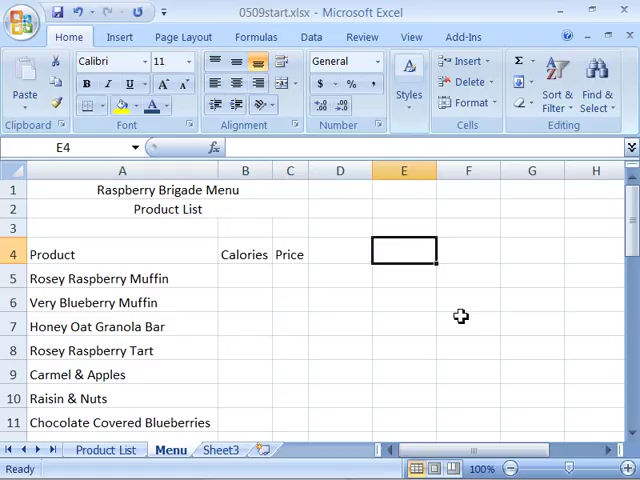 0509start.xlsx - Microsoft Excel
Home Insert Page Layout Formulas Data Review View Add-Ins
Paste Calibri 11 General Styles Insert Delete Format Σ Sort & Filter Find & Select
B I U A A A $ % ,
Clipboard Font Alignment Number Cells Editing
E4 fx
A B C D E F G H
1 Raspberry Brigade Menu
2 Product List
3
4 Product Calories Price
5 Rosey Raspberry Muffin
6 Very Blueberry Muffin
7 Honey Oat Granola Bar
8 Rosey Raspberry Tart
9 Carmel & Apples
10 Raisin & Nuts
11 Chocolate Covered Blueberries
Product List Menu Sheet3
Ready 100%